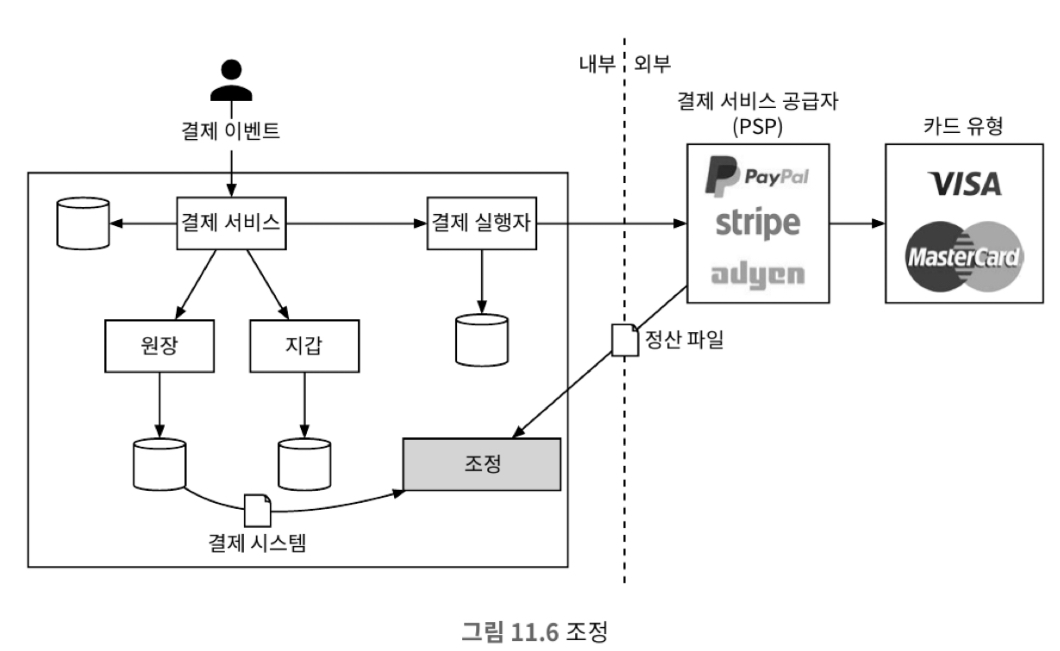 내부 외부
결제 서비스 공급자
(PSP)
카드 유형
결제 이벤트
PayPal
stripe
adyen
VISA
MasterCard
결제 서비스
결제 실행자
원장
지갑
정산 파일
조정
결제 시스템
그림 11.6 조정